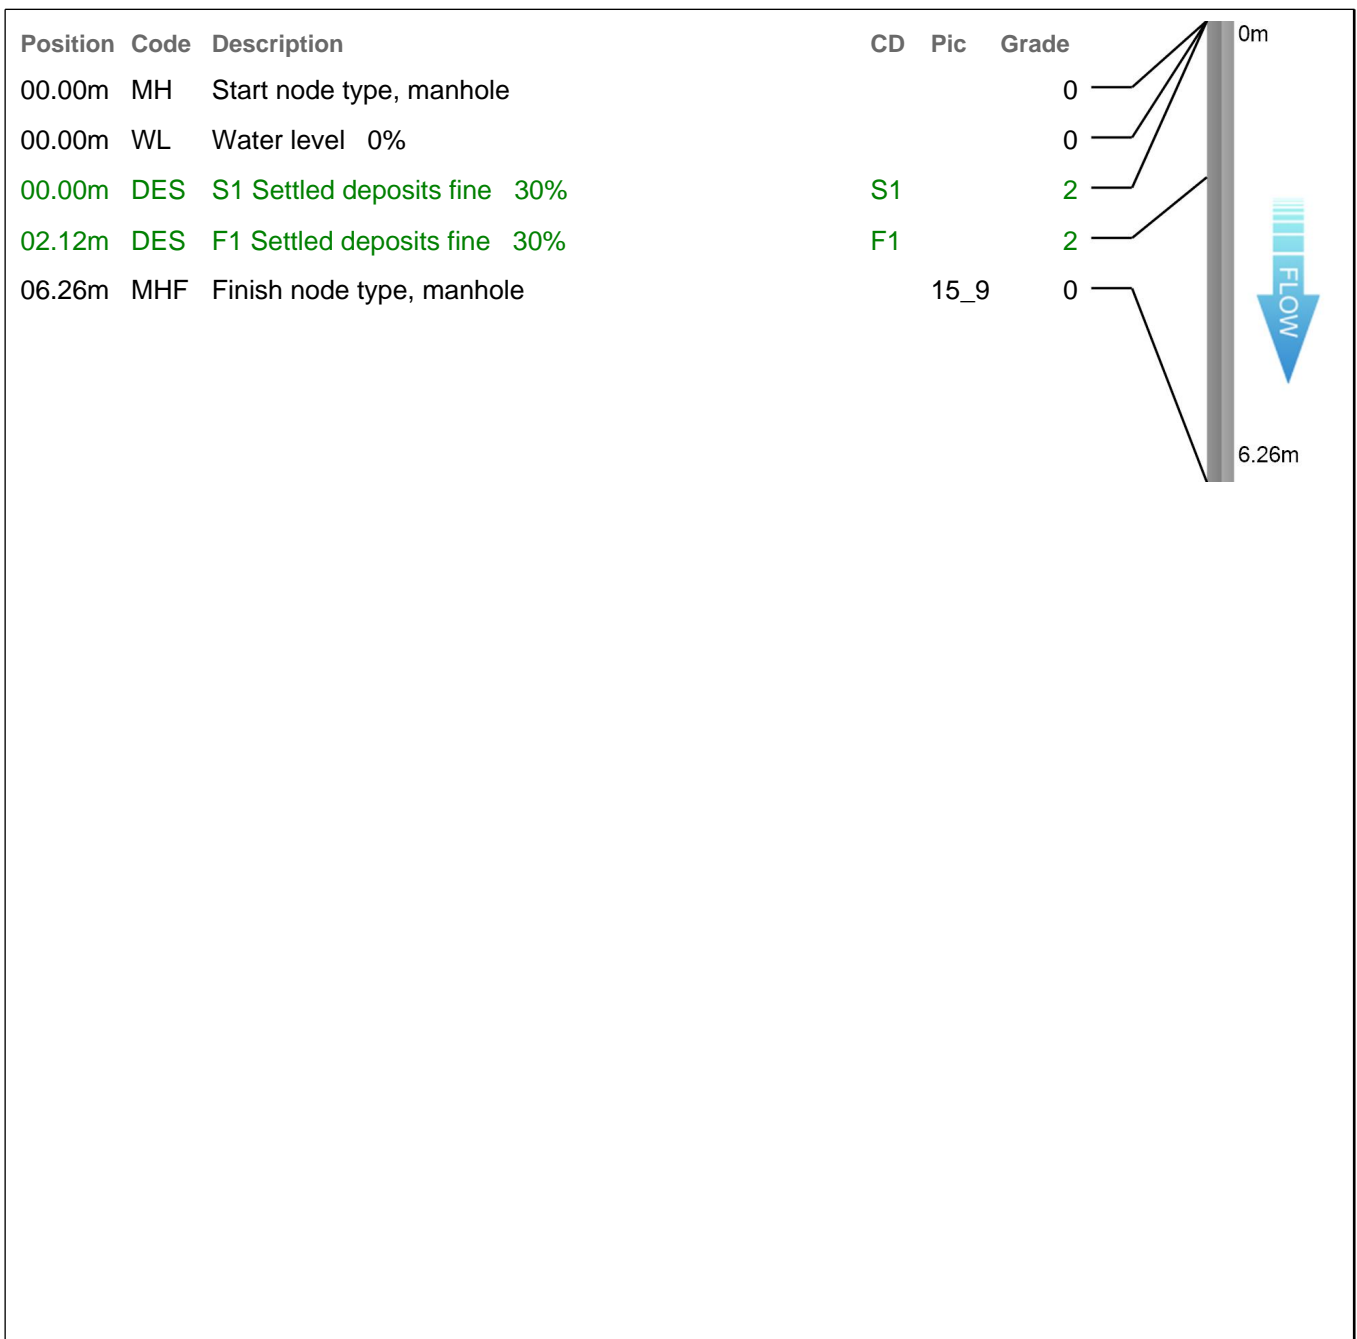 Position Code Description CD Pic Grade
0m
00.00m MH Start node type, manhole 0
00.00m WL Water level 0%  0
00.00m DES S1 Settled deposits fine 30% S1 2
02.12m DES F1 Settled deposits fine 30% F1 2
06.26m MHF Finish node type, manhole 15_9 0
FLOW
6.26m